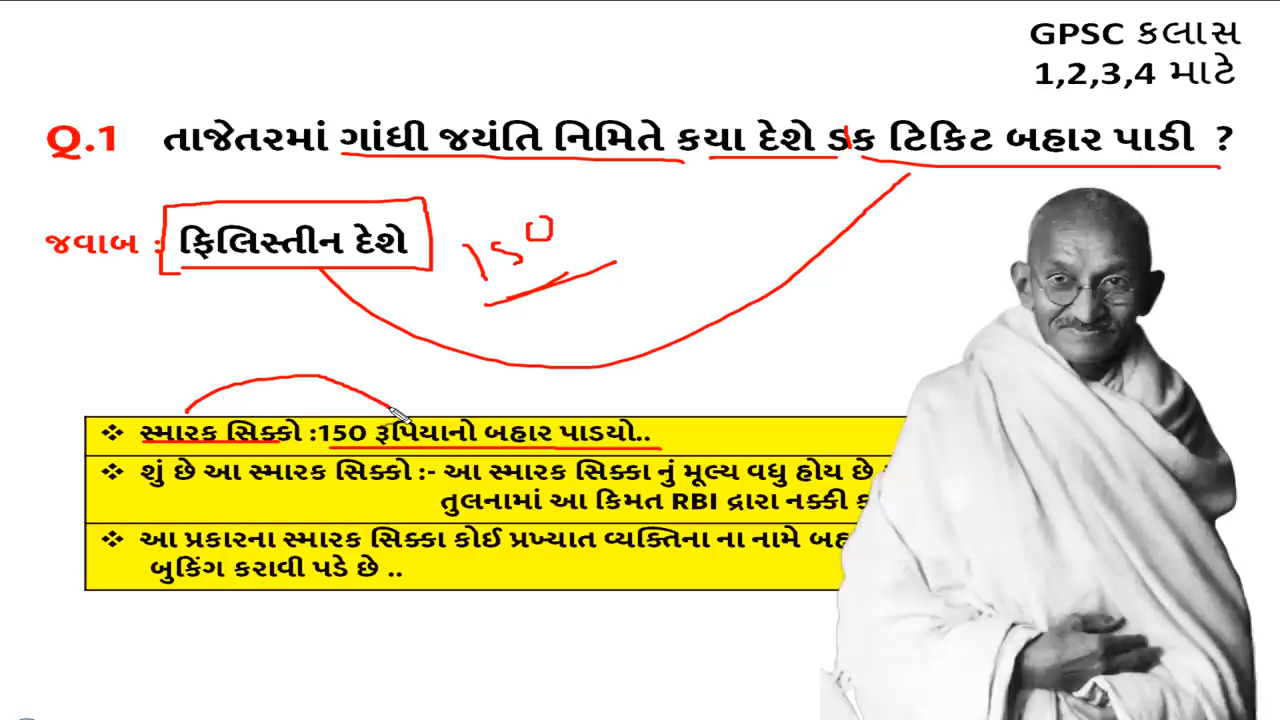 GPSC કલાસ
1,2,3,4 માટે
Q.1 તાજેતરમાં ગાંધી જયંતિ નિમિતે કયા દેશે ડક ટિકિટ બહાર પાડી ?
જવાબ : ફિલિસ્તીન દેશે
150
❖ સ્મારક સિક્કો :150 રૂપિયાનો બહાર પાડયો..
❖ શું છે આ સ્મારક સિક્કો :- આ સ્મારક સિક્કા નું મૂલ્ય વધુ હોય છે
તુલનામાં આ કિમત RBI દ્વારા નક્કી
❖ આ પ્રકારના સ્મારક સિક્કા કોઈ પ્રખ્યાત વ્યક્તિના ના નામે
બુકિંગ કરાવી પડે છે ..